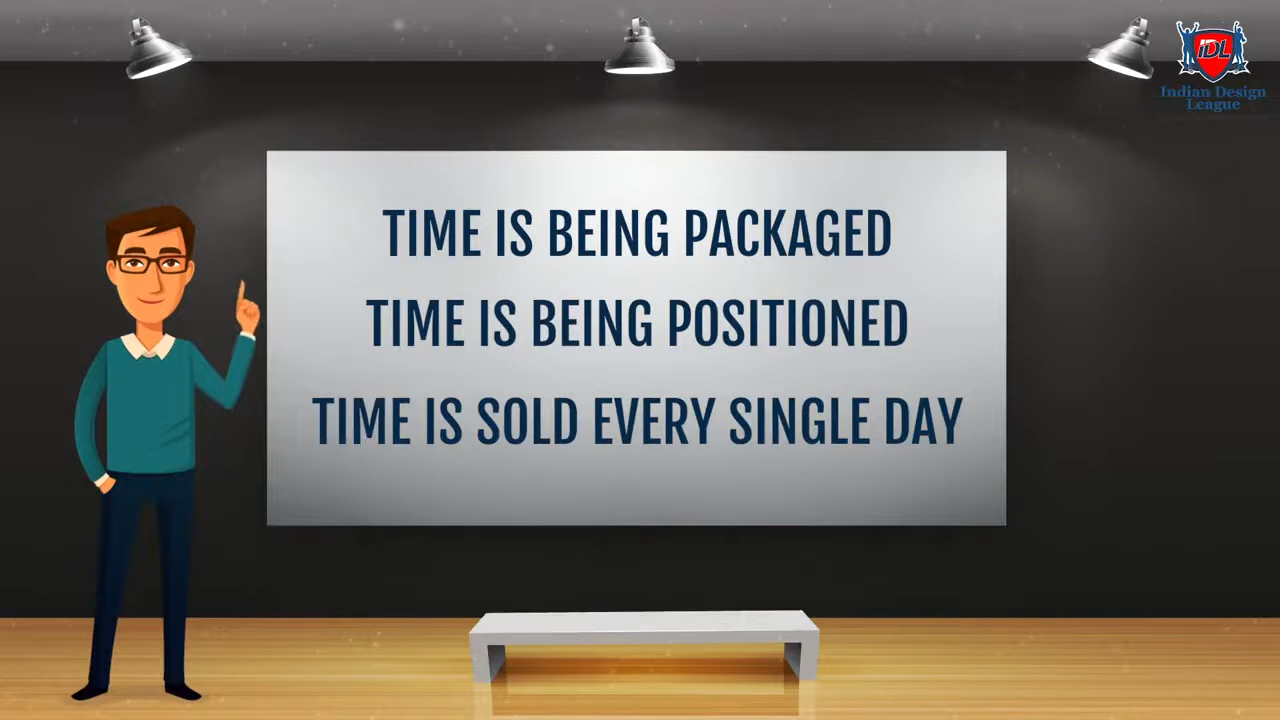 IDL
Indian Design
League
TIME IS BEING PACKAGED
TIME IS BEING POSITIONED
TIME IS SOLD EVERY SINGLE DAY